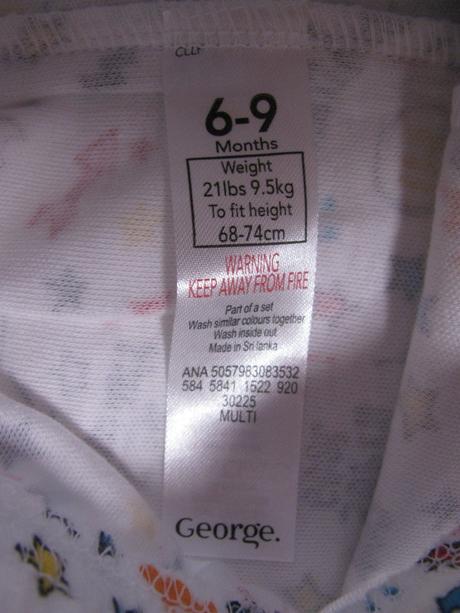 6-9
Months
Weight
21lbs 9.5kg
To fit height
68-74cm
WARNING
KEEP AWAY FROM FIRE
Part of a set
Wash similar colours together
Wash inside out
Made in Sri lanka
ANA 5057983083532
584 5841 1522 920
30225
MULTI
George.